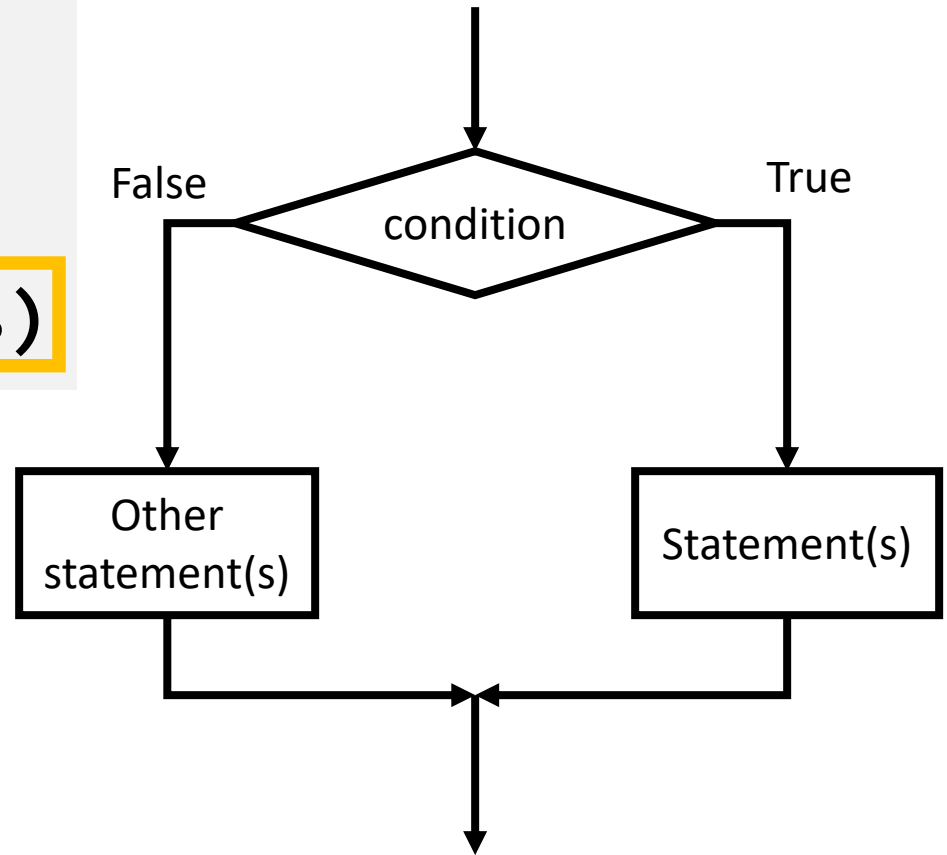 False
True
condition
)
Other
statement(s)
Statement(s)